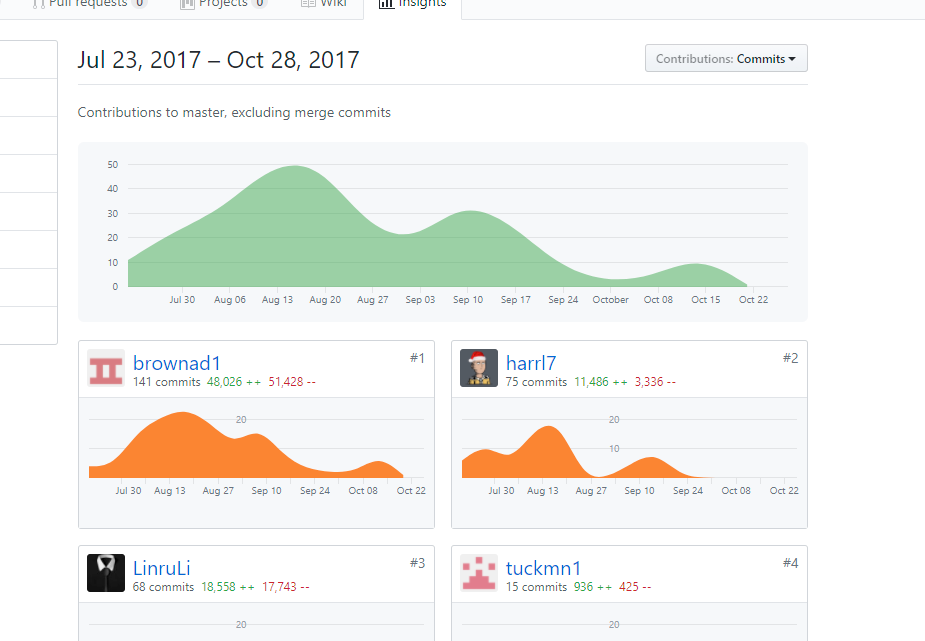 Pull requests 0 Projects 0 Wiki Insights
Jul 23, 2017 – Oct 28, 2017
Contributions: Commits
Contributions to master, excluding merge commits
50
40
30
20
10
0
Jul 30 Aug 06 Aug 13 Aug 20 Aug 27 Sep 03 Sep 10 Sep 17 Sep 24 October Oct 08 Oct 15 Oct 22
brownad1 #1
141 commits 48,026 ++ 51,428 --
20
Jul 30 Aug 13 Aug 27 Sep 10 Sep 24 Oct 08 Oct 22
harrl7 #2
75 commits 11,486 ++ 3,336 --
20
10
Jul 30 Aug 13 Aug 27 Sep 10 Sep 24 Oct 08 Oct 22
LinruLi #3
68 commits 18,558 ++ 17,743 --
20
tuckmn1 #4
15 commits 936 ++ 425 --
20